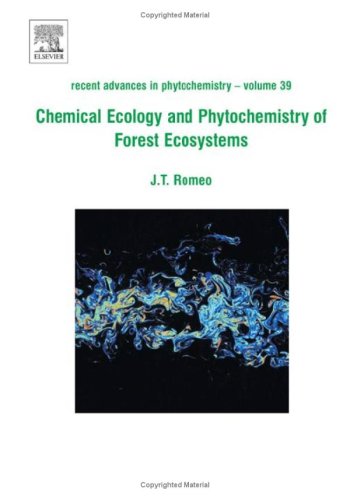 [Copyrighted Material]
ELSEVIER
recent advances in phytochemistry – volume 39
Chemical Ecology and Phytochemistry of
Forest Ecosystems
J.T. Romeo
[Copyrighted Material]